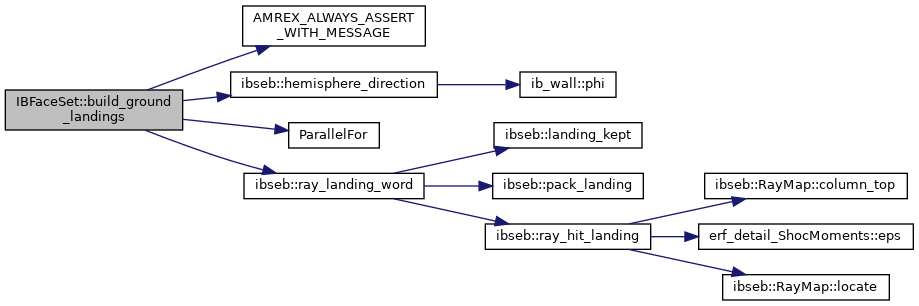 AMREX_ALWAYS_ASSERT
_WITH_MESSAGE
IBFaceSet::build_ground
_landings
ibseb::hemisphere_direction
ib_wall::phi
ParallelFor
ibseb::landing_kept
ibseb::ray_landing_word
ibseb::pack_landing
ibseb::RayMap::column_top
ibseb::ray_hit_landing
erf_detail_ShocMoments::eps
ibseb::RayMap::locate